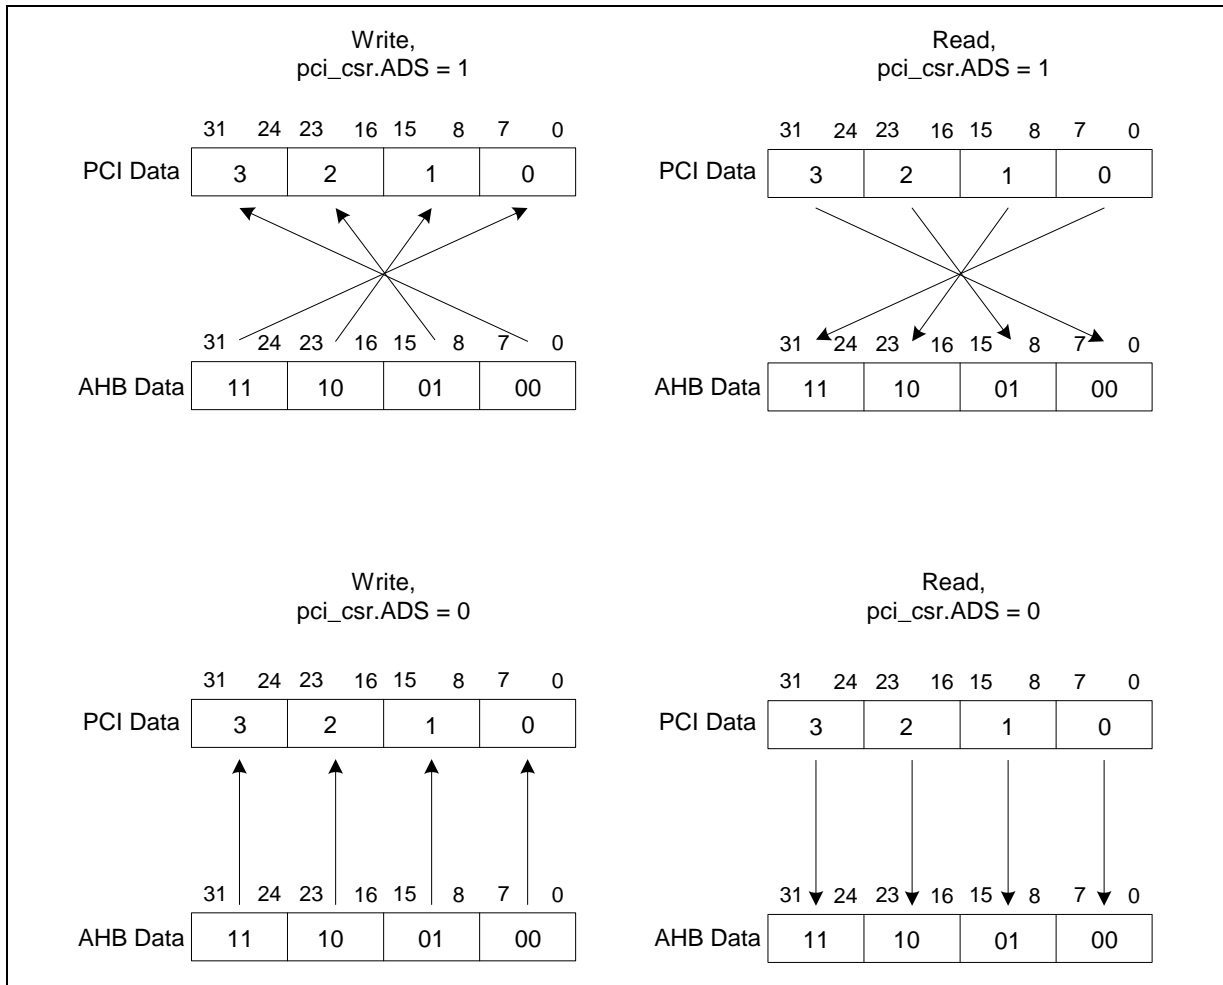 Write,
pci_csr.ADS = 1
31 24 23 16 15 8 7 0
PCI Data 3 2 1 0
31 24 23 16 15 8 7 0
AHB Data 11 10 01 00
Read,
pci_csr.ADS = 1
31 24 23 16 15 8 7 0
PCI Data 3 2 1 0
31 24 23 16 15 8 7 0
AHB Data 11 10 01 00
Write,
pci_csr.ADS = 0
31 24 23 16 15 8 7 0
PCI Data 3 2 1 0
31 24 23 16 15 8 7 0
AHB Data 11 10 01 00
Read,
pci_csr.ADS = 0
31 24 23 16 15 8 7 0
PCI Data 3 2 1 0
31 24 23 16 15 8 7 0
AHB Data 11 10 01 00